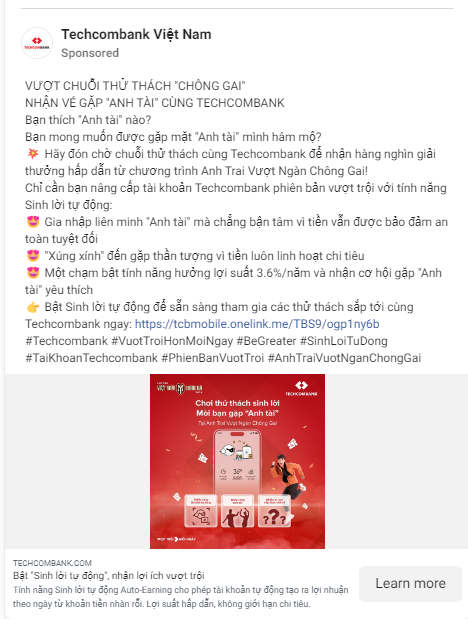 TECHCOMBANK
Techcombank Việt Nam
Sponsored
VƯỢT CHUỖI THỬ THÁCH "CHÔNG GAI"
NHẬN VÉ GẶP "ANH TÀI" CÙNG TECHCOMBANK
Bạn thích "Anh tài" nào?
Bạn mong muốn được gặp mặt "Anh tài" mình hâm mộ?
💥 Hãy đón chờ chuỗi thử thách cùng Techcombank để nhận hàng nghìn giải
thưởng hấp dẫn từ chương trình Anh Trai Vượt Ngàn Chông Gai!
Chỉ cần bạn nâng cấp tài khoản Techcombank phiên bản vượt trội với tính năng
Sinh lời tự động:
😍 Gia nhập liên minh "Anh tài" mà chẳng bận tâm vì tiền vẫn được bảo đảm an
toàn tuyệt đối
😍 "Xúng xính" đến gặp thần tượng vì tiền luôn linh hoạt chi tiêu
😍 Một chạm bật tính năng hưởng lợi suất 3.6%/năm và nhận cơ hội gặp "Anh
tài" yêu thích
👉 Bật Sinh lời tự động để sẵn sàng tham gia các thử thách sắp tới cùng
Techcombank ngay: https://tcbmobile.onelink.me/TBS9/ogp1ny6b
#Techcombank #VuotTroiHonMoiNgay #BeGreater #SinhLoiTuDong
#TaiKhoanTechcombank #PhienBanVuotTroi #AnhTraiVuotNganChongGai
TECHCOMBANK
Chơi thử thách sinh lời
Mời bạn gặp "Anh tài"
Tại Anh Trai Vượt Ngàn Chông Gai
???
TECHCOMBANK.COM
Bật "Sinh lời tự động", nhận lợi ích vượt trội
Tính năng Sinh lời tự động Auto-Earning cho phép tài khoản tự động tạo ra lợi nhuận
theo ngày từ khoản tiền nhàn rỗi. Lợi suất hấp dẫn, không giới hạn chi tiêu.
Learn more